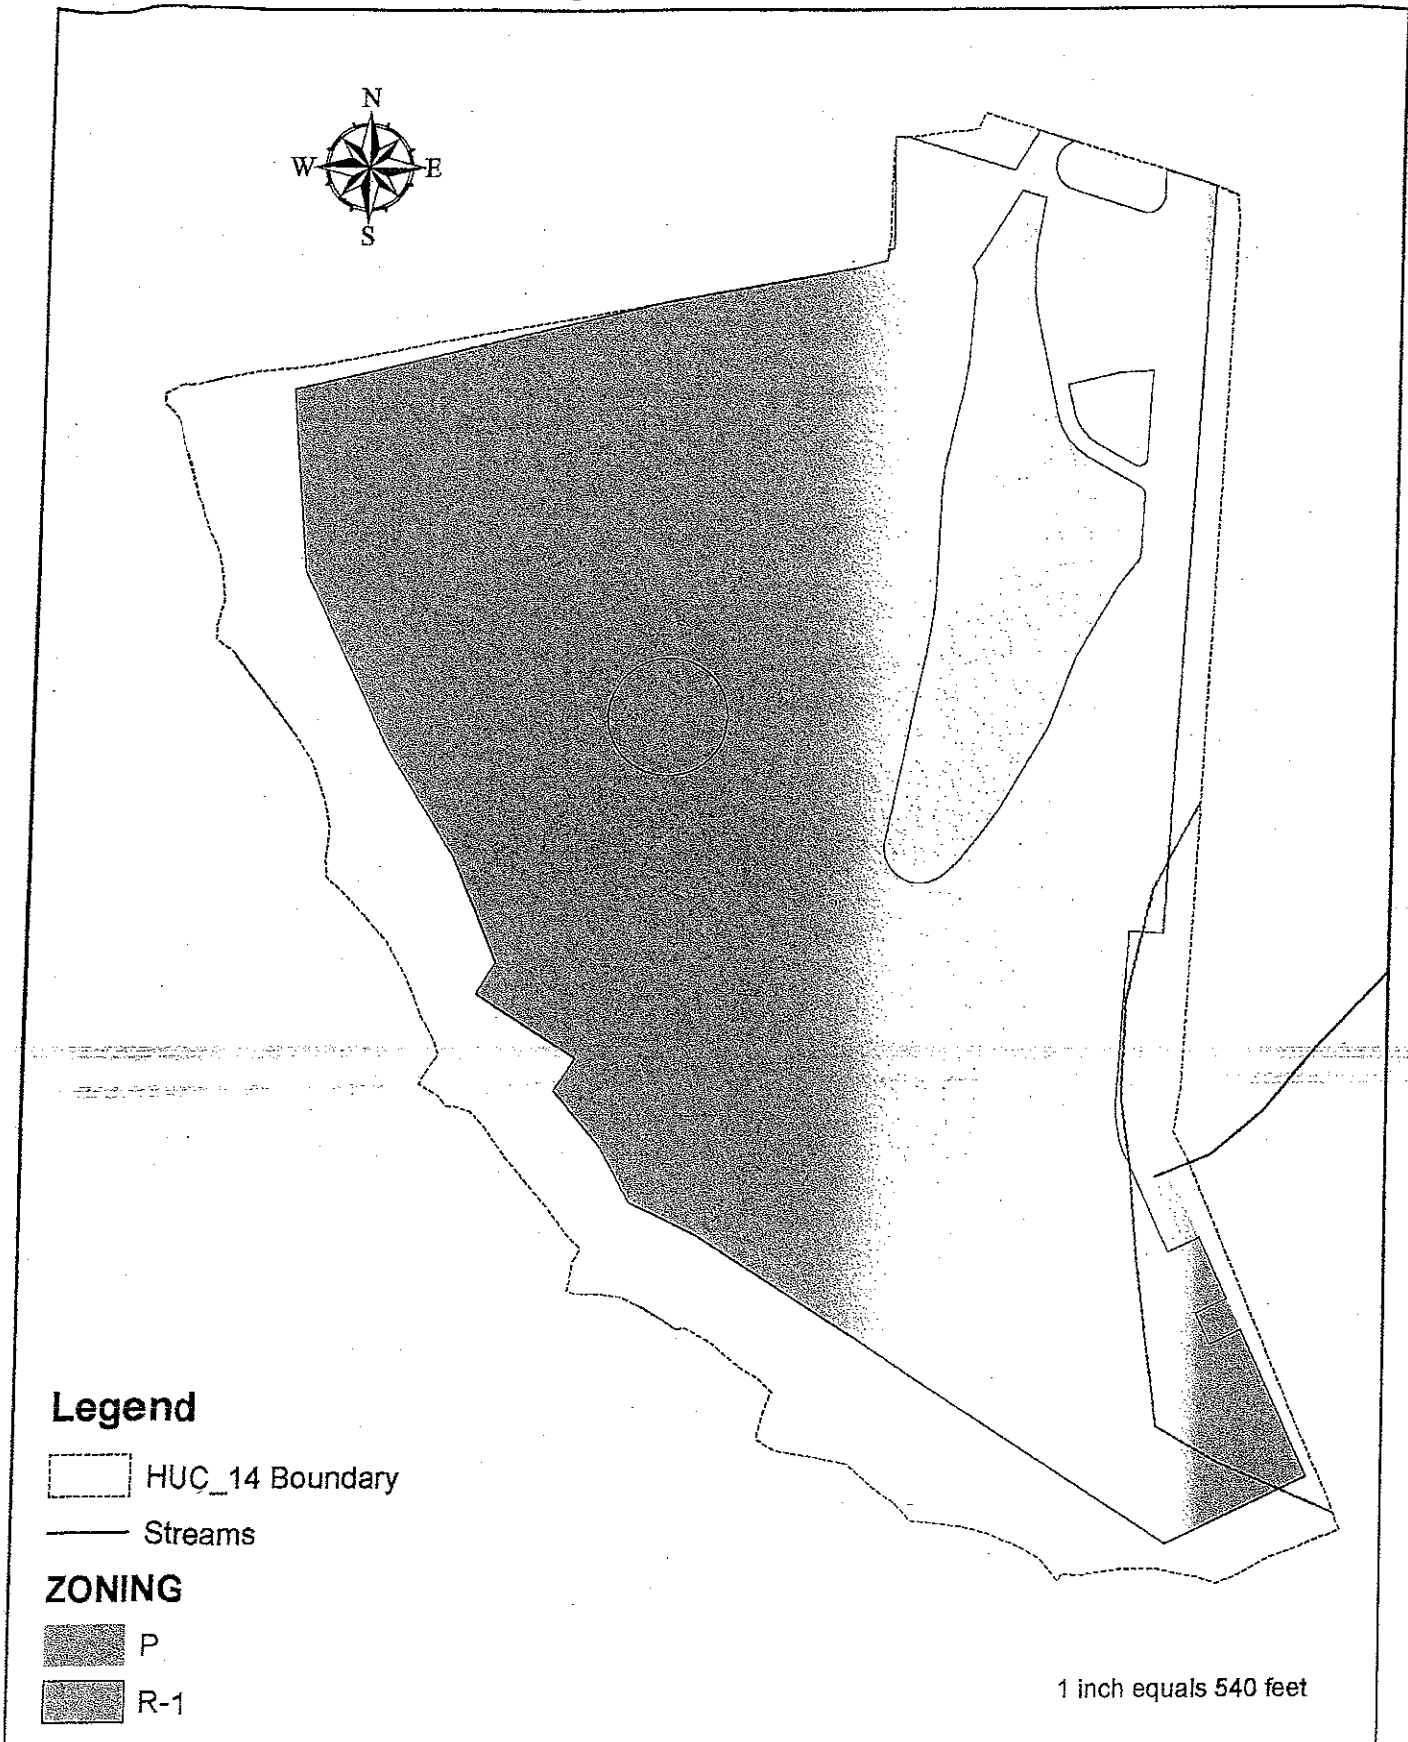 N
W E
S
Legend
HUC_14 Boundary
Streams
ZONING
P
R-1
1 inch equals 540 feet